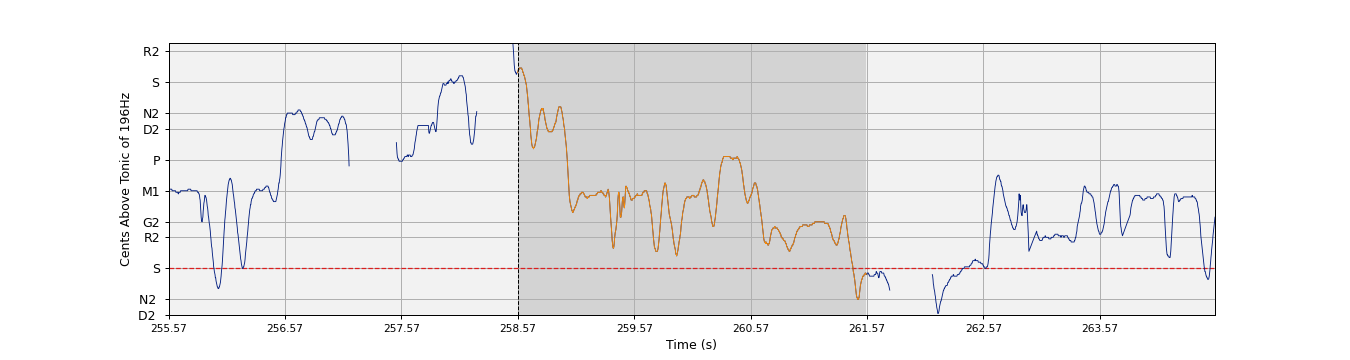 Cents Above Tonic of 196Hz
R2
S
N2
D2
P
M1
G2
R2
S
N2
D2
255.57 256.57 257.57 258.57 259.57 260.57 261.57 262.57 263.57
Time (s)